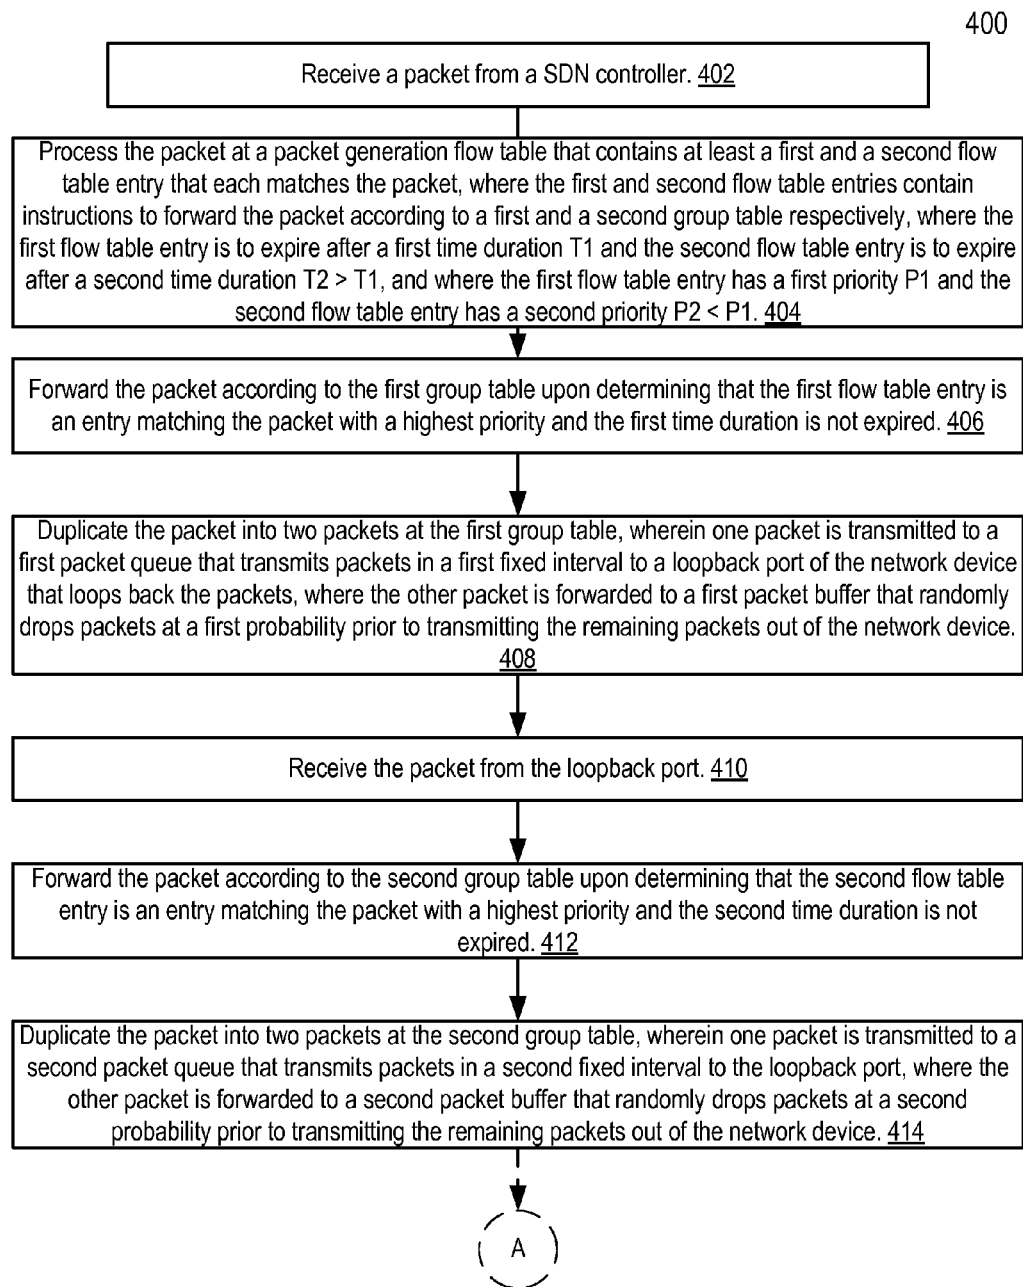 400
Receive a packet from a SDN controller. 402
Process the packet at a packet generation flow table that contains at least a first and a second flow
table entry that each matches the packet, where the first and second flow table entries contain
instructions to forward the packet according to a first and a second group table respectively, where the
first flow table entry is to expire after a first time duration T1 and the second flow table entry is to expire
after a second time duration T2 > T1, and where the first flow table entry has a first priority P1 and the
second flow table entry has a second priority P2 < P1. 404
Forward the packet according to the first group table upon determining that the first flow table entry is
an entry matching the packet with a highest priority and the first time duration is not expired. 406
Duplicate the packet into two packets at the first group table, wherein one packet is transmitted to a
first packet queue that transmits packets in a first fixed interval to a loopback port of the network device
that loops back the packets, where the other packet is forwarded to a first packet buffer that randomly
drops packets at a first probability prior to transmitting the remaining packets out of the network device.
408
Receive the packet from the loopback port. 410
Forward the packet according to the second group table upon determining that the second flow table
entry is an entry matching the packet with a highest priority and the second time duration is not
expired. 412
Duplicate the packet into two packets at the second group table, wherein one packet is transmitted to a
second packet queue that transmits packets in a second fixed interval to the loopback port, where the
other packet is forwarded to a second packet buffer that randomly drops packets at a second
probability prior to transmitting the remaining packets out of the network device. 414
A